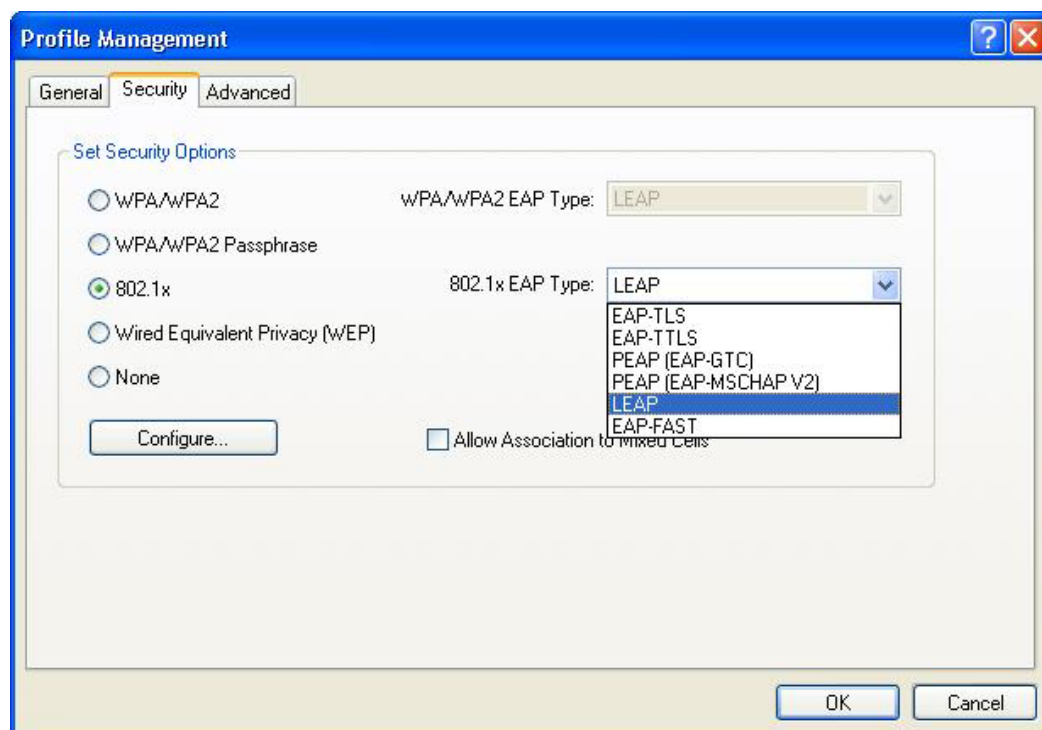 Profile Management
General Security Advanced
Set Security Options
WPA/WPA2 WPA/WPA2 EAP Type: LEAP
WPA/WPA2 Passphrase
802.1x 802.1x EAP Type: LEAP
EAP-TLS
Wired Equivalent Privacy (WEP) EAP-TTLS
PEAP (EAP-GTC)
None PEAP (EAP-MSCHAP V2)
LEAP
EAP-FAST
Configure... Allow Association to Mixed Cells
OK Cancel